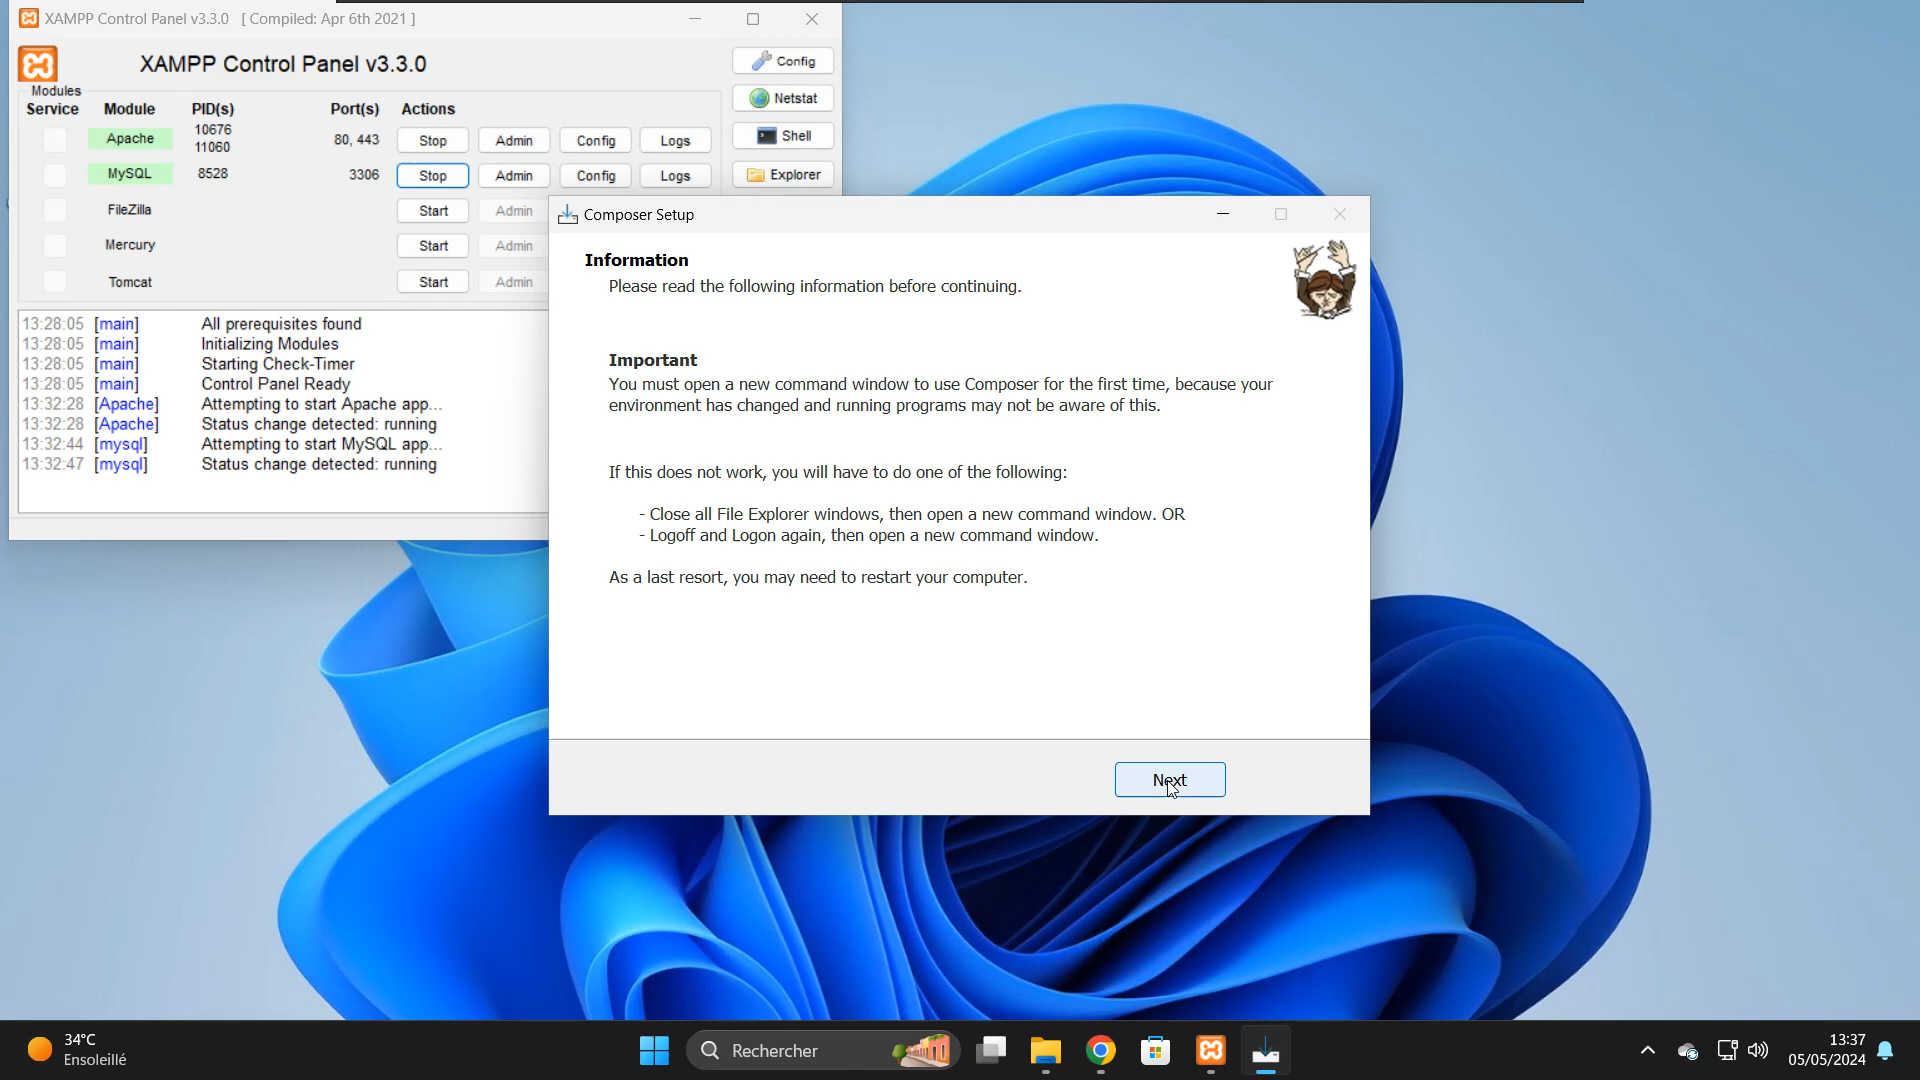 XAMPP Control Panel v3.3.0 [ Compiled: Apr 6th 2021 ]
XAMPP Control Panel v3.3.0
Config
Modules
Netstat
Service Module PID(s) Port(s) Actions
Apache 10676 11060 80, 443 Stop Admin Config Logs
Shell
MySQL 8528 3306 Stop Admin Config Logs
Explorer
FileZilla Start Admin
Mercury Start Admin
Tomcat Start Admin
13:28:05 [main] All prerequisites found
13:28:05 [main] Initializing Modules
13:28:05 [main] Starting Check-Timer
13:28:05 [main] Control Panel Ready
13:32:28 [Apache] Attempting to start Apache app...
13:32:28 [Apache] Status change detected: running
13:32:44 [mysql] Attempting to start MySQL app...
13:32:47 [mysql] Status change detected: running
Composer Setup
Information
Please read the following information before continuing.
Important
You must open a new command window to use Composer for the first time, because your
environment has changed and running programs may not be aware of this.
If this does not work, you will have to do one of the following:
- Close all File Explorer windows, then open a new command window. OR
- Logoff and Logon again, then open a new command window.
As a last resort, you may need to restart your computer.
Next
34°C
Ensoleillé
Rechercher
13:37
05/05/2024